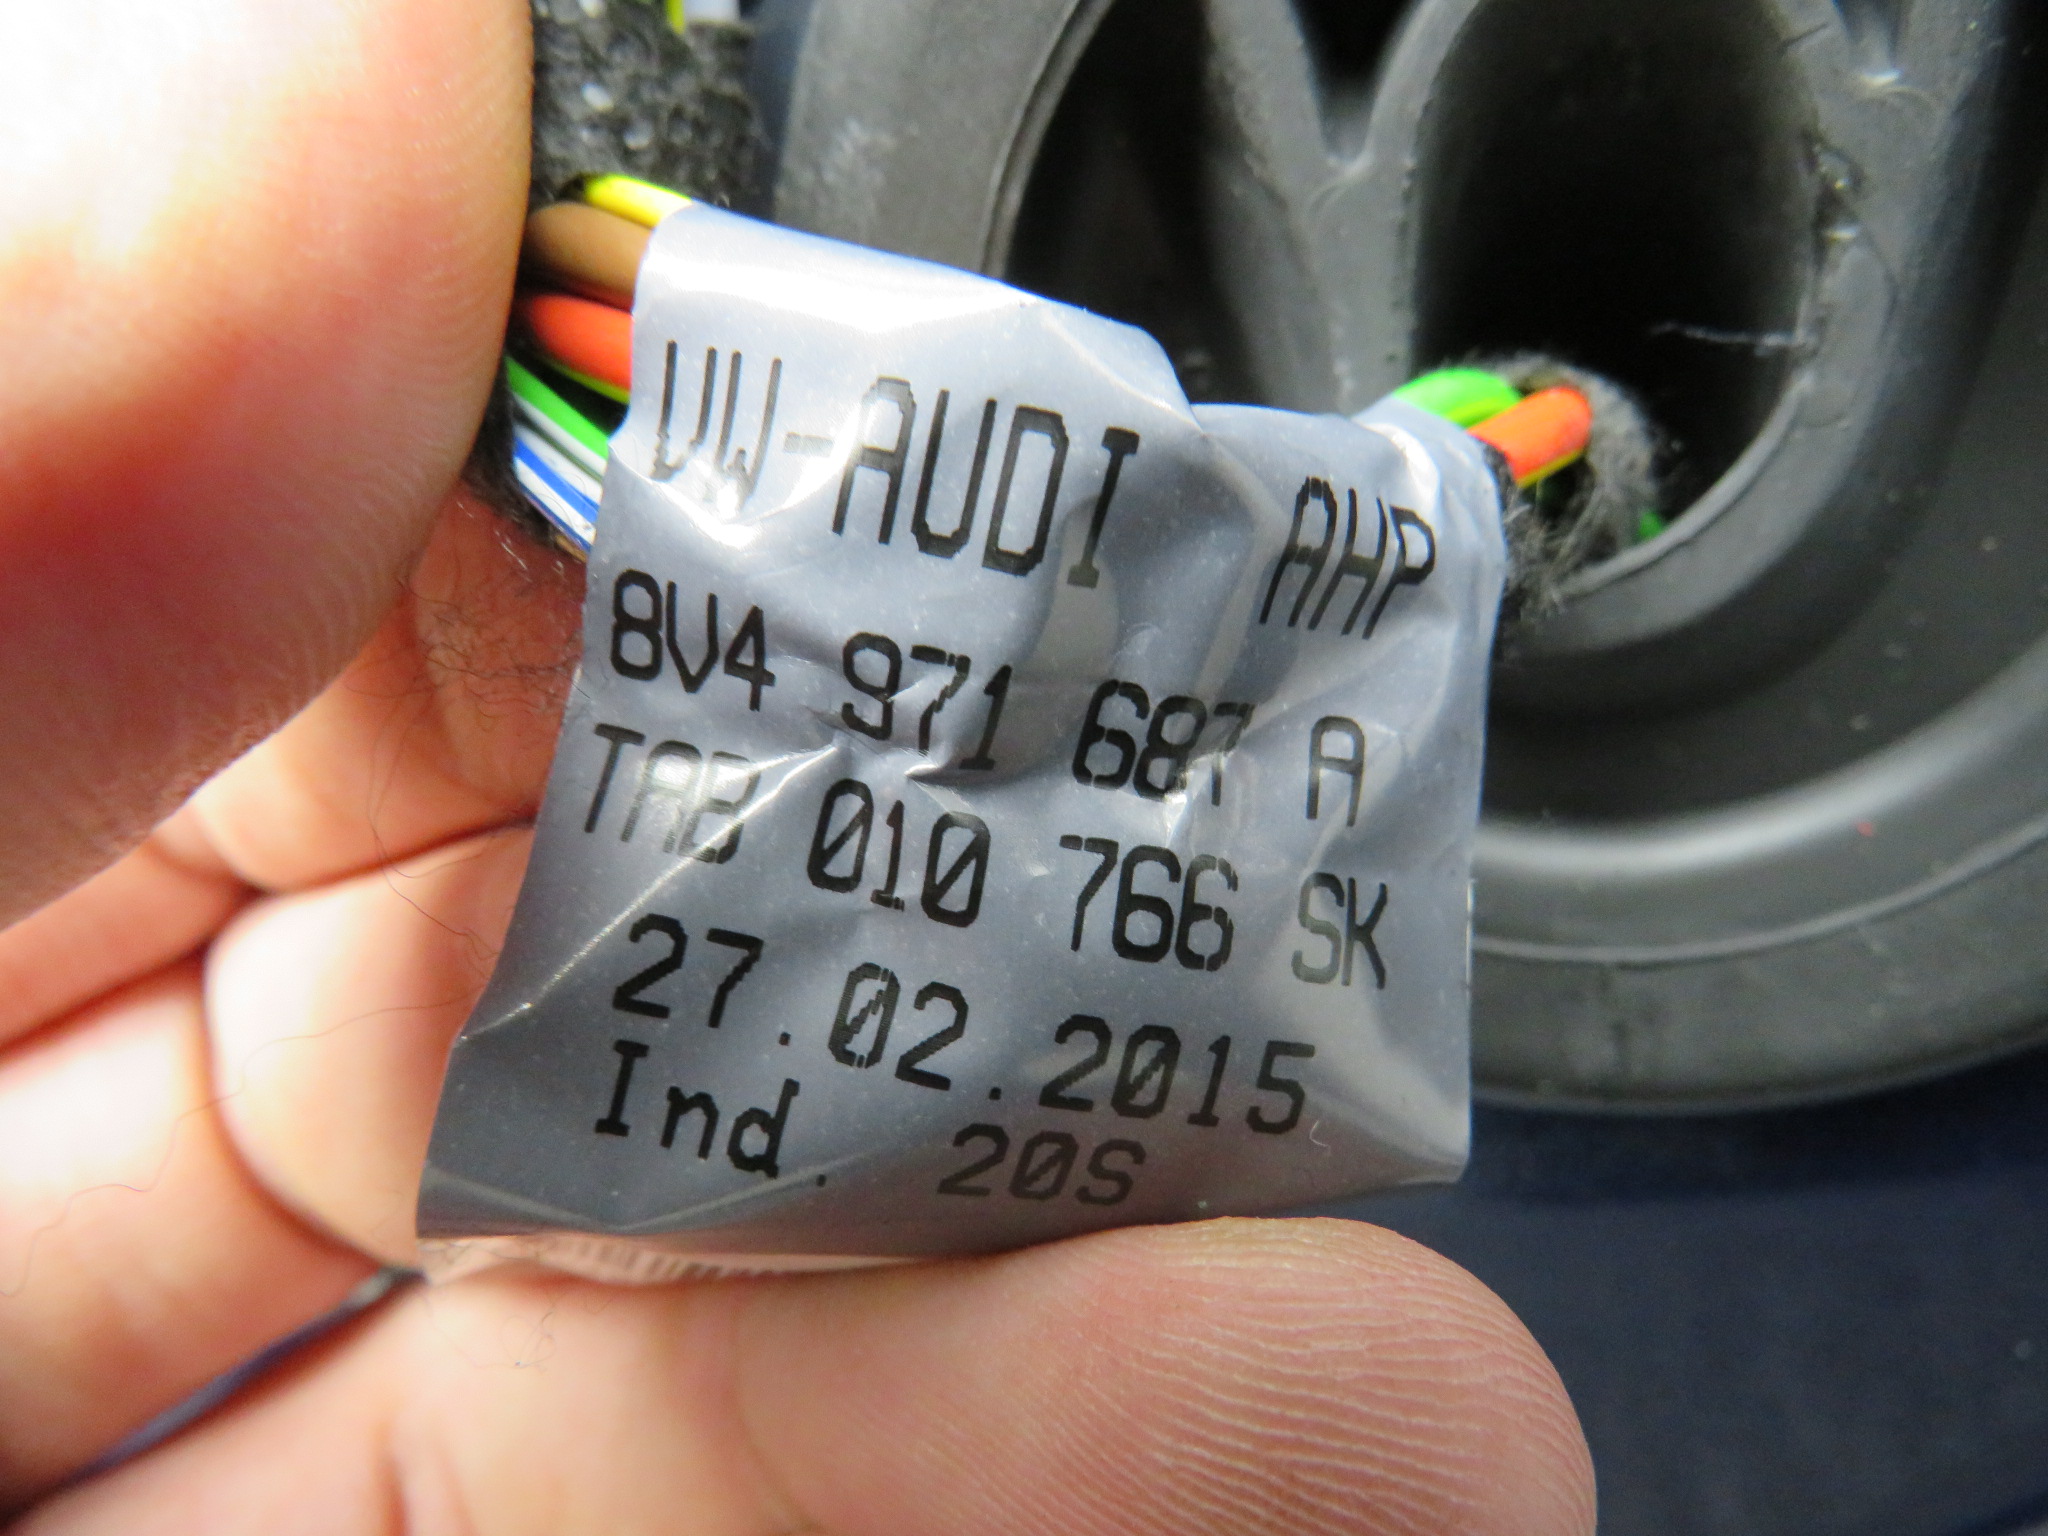 VW-AUDI AHP
8V4 971 687 A
TAB 010 766 SK
27.02.2015
Ind. 20S